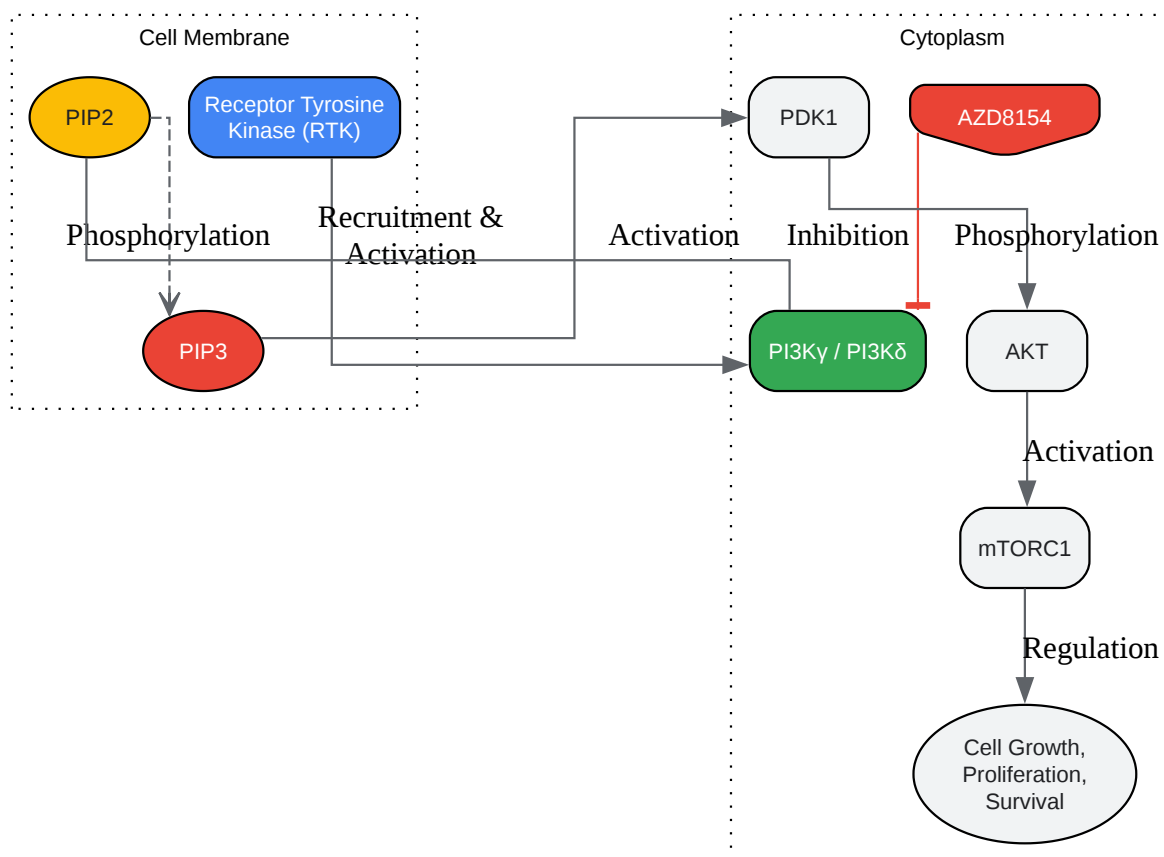 Cell Membrane
Cytoplasm
PIP2
Receptor Tyrosine
Kinase (RTK)
PDK1
AZD8154
Phosphorylation
Recruitment &
Activation
Activation
Inhibition
Phosphorylation
PIP3
PI3Kγ / PI3Kδ
AKT
Activation
mTORC1
Regulation
Cell Growth,
Proliferation,
Survival